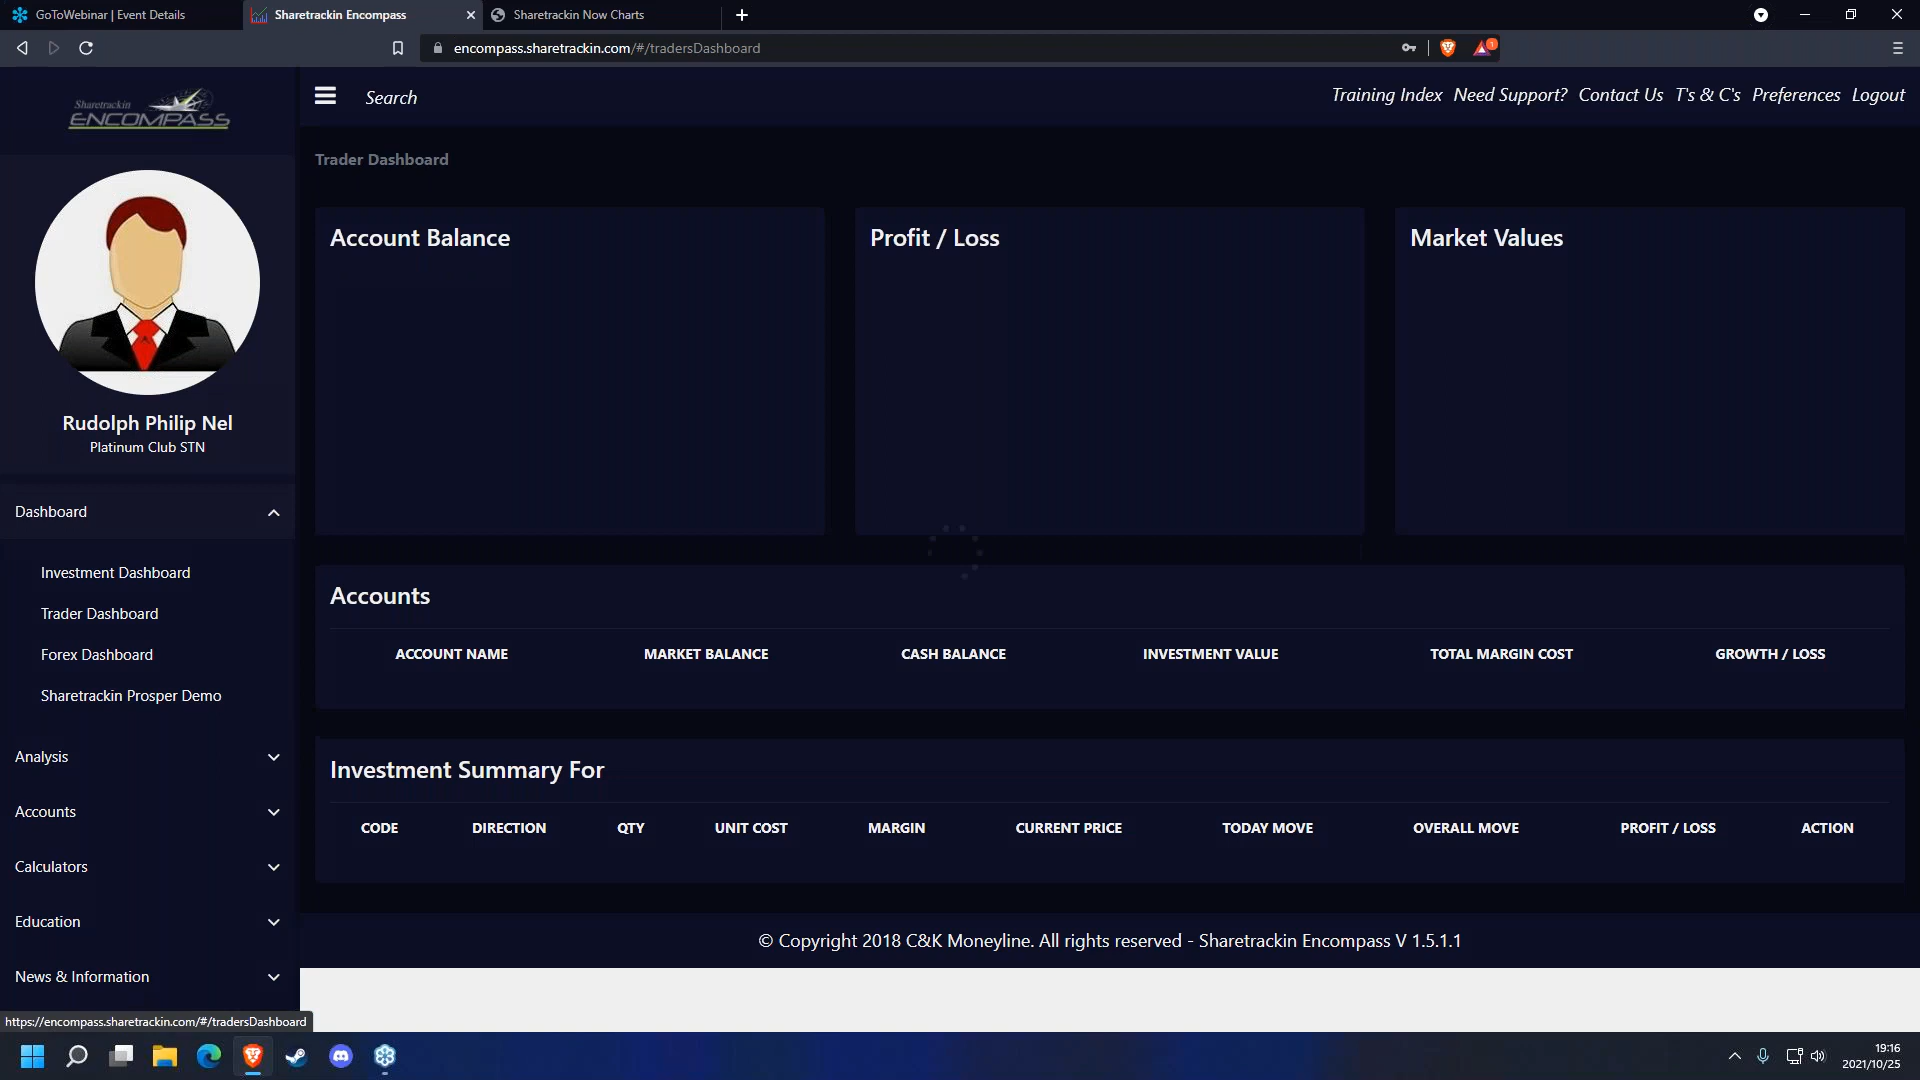 GoToWebinar | Event Details
Sharetrackin Encompass
Sharetrackin Now Charts
encompass.sharetrackin.com/#/tradersDashboard
1
Sharetrackin
ENCOMPASS
Search
Training Index Need Support? Contact Us T's & C's Preferences Logout
Trader Dashboard
Account Balance
Profit / Loss
Market Values
Rudolph Philip Nel
Platinum Club STN
Dashboard
Investment Dashboard
Trader Dashboard
Forex Dashboard
Sharetrackin Prosper Demo
Analysis
Accounts
Calculators
Education
News & Information
Accounts
ACCOUNT NAME MARKET BALANCE CASH BALANCE INVESTMENT VALUE TOTAL MARGIN COST GROWTH / LOSS
Investment Summary For
CODE DIRECTION QTY UNIT COST MARGIN CURRENT PRICE TODAY MOVE OVERALL MOVE PROFIT / LOSS ACTION
© Copyright 2018 C&K Moneyline. All rights reserved - Sharetrackin Encompass V 1.5.1.1
https://encompass.sharetrackin.com/#/tradersDashboard
19:16
2021/10/25